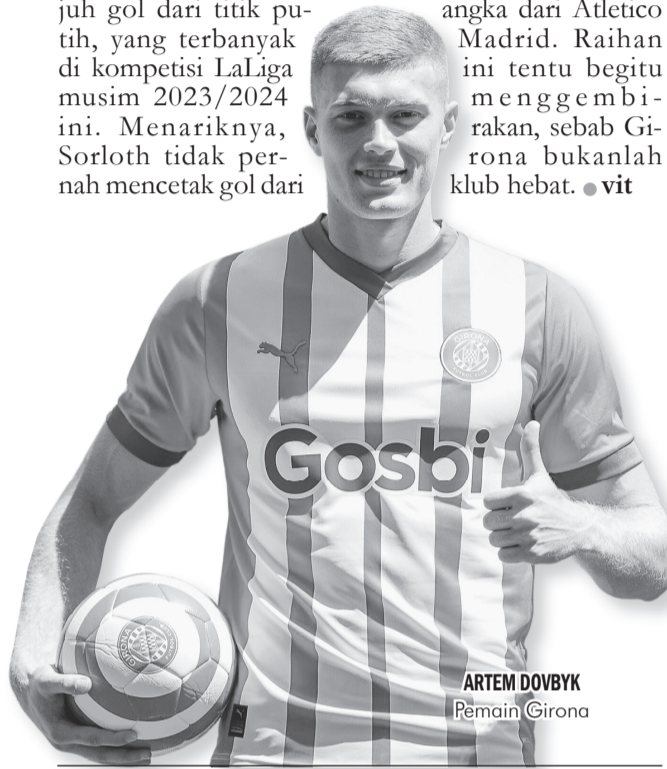 juh gol dari titik pu-
tih, yang terbanyak
di kompetisi LaLiga
musim 2023/2024
ini. Menariknya,
Sorloth tidak per-
nah mencetak gol dari
angka dari Atletico
Madrid. Raihan
ini tentu begitu
menggembi-
rakan, sebab Gi-
rona bukanlah
klub hebat. ● vit
GIRONA
Gosbi
GIRONA
ARTEM DOVBYK
Pemain Girona